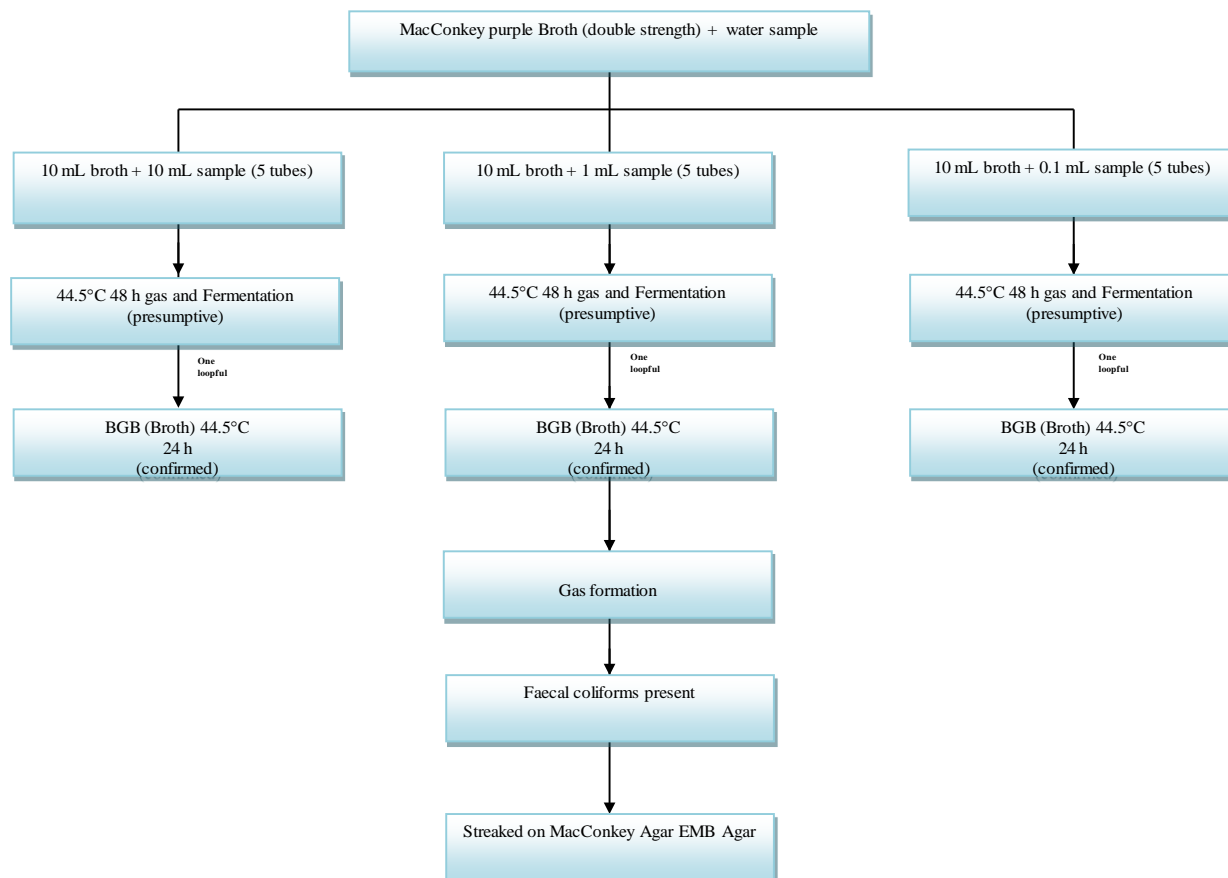 MacConkey purple Broth (double strength) + water sample
10 mL broth + 10 mL sample (5 tubes)
10 mL broth + 1 mL sample (5 tubes)
10 mL broth + 0.1 mL sample (5 tubes)
44.5°C 48 h gas and Fermentation
(presumptive)
44.5°C 48 h gas and Fermentation
(presumptive)
44.5°C 48 h gas and Fermentation
(presumptive)
One
loopful
One
loopful
One
loopful
BGB (Broth) 44.5°C
24 h
(confirmed)
BGB (Broth) 44.5°C
24 h
(confirmed)
BGB (Broth) 44.5°C
24 h
(confirmed)
Gas formation
Faecal coliforms present
Streaked on MacConkey Agar EMB Agar